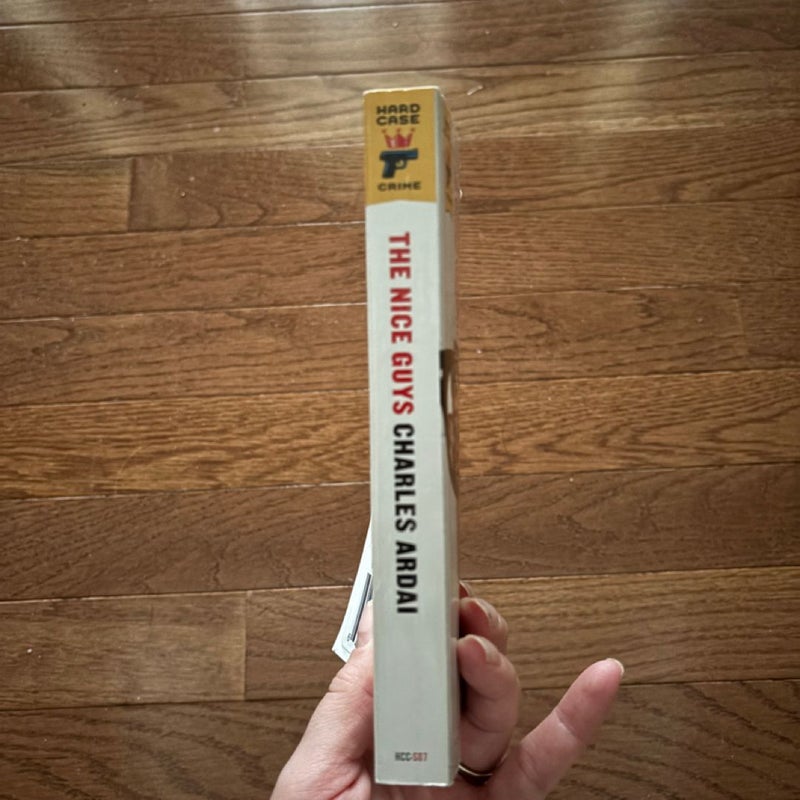 HARD
CASE
CRIME
THE NICE GUYS CHARLES ARDAI
HCC-S07